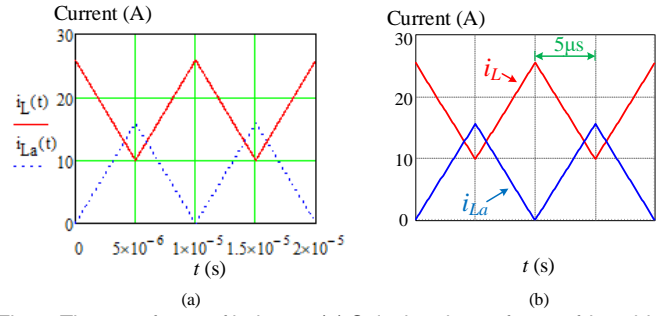 Current (A)
30
20
10
0
i_L(t)
i_La(t)
0 5×10⁻⁶ 1×10⁻⁵ 1.5×10⁻⁵ 2×10⁻⁵
t (s)
(a)
Current (A)
30
20
10
0
5μs
i_L
i_La
t (s)
(b)